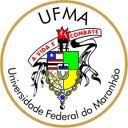 UFMA
A VIDA É COMBATE
Universidade Federal do Maranhão